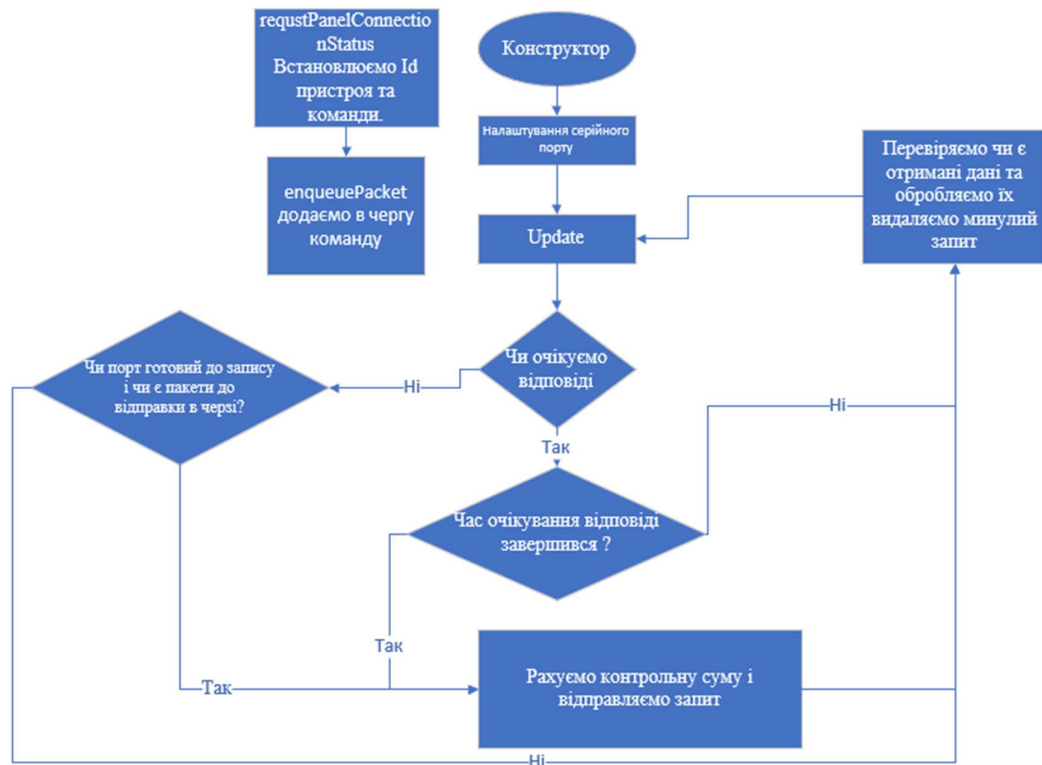 requstPanelConnectio
nStatus
Встановлюємо Id
пристроя та
команди.
Конструктор
Налаштування серійного
порту
enqueuePacket
додаємо в чергу
команду
Перевіряємо чи є
отримані дані та
обробляємо їх
видаляємо минулий
запит
Update
Чи очікуємо
відповіді
Чи порт готовий до запису
і чи є пакети до
відправки в черзі?
Ні
Ні
Так
Час очікування відповіді
завершився ?
Так
Рахуємо контрольну суму і
відправляємо запит
Так
Ні